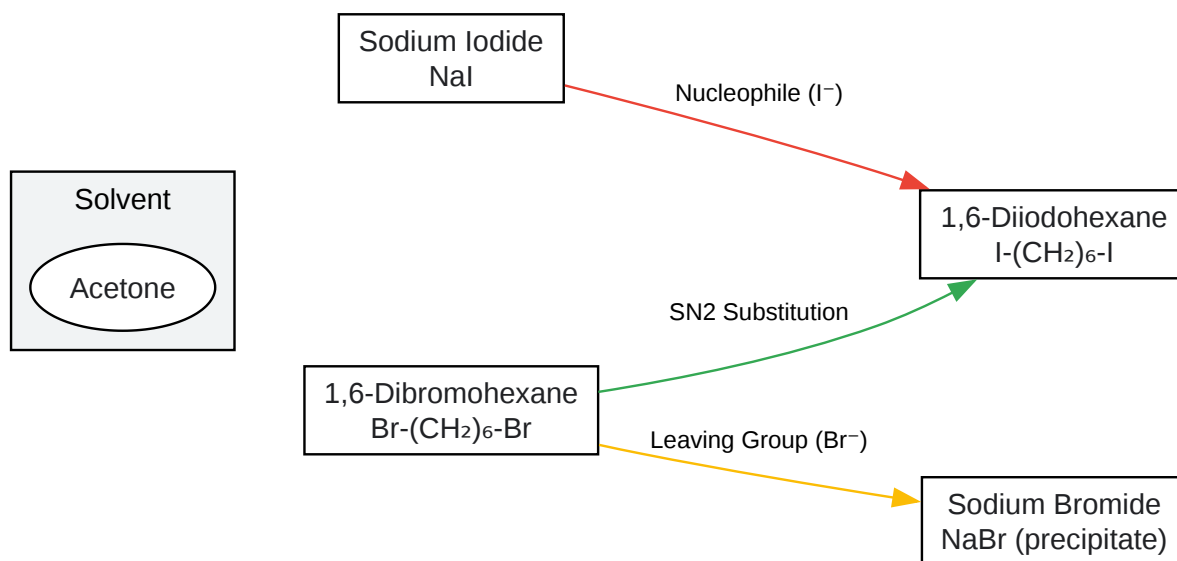 Sodium Iodide
NaI
Nucleophile (I⁻)
Solvent
Acetone
1,6-Diiodohexane
I-(CH₂)₆-I
SN2 Substitution
1,6-Dibromohexane
Br-(CH₂)₆-Br
Leaving Group (Br⁻)
Sodium Bromide
NaBr (precipitate)